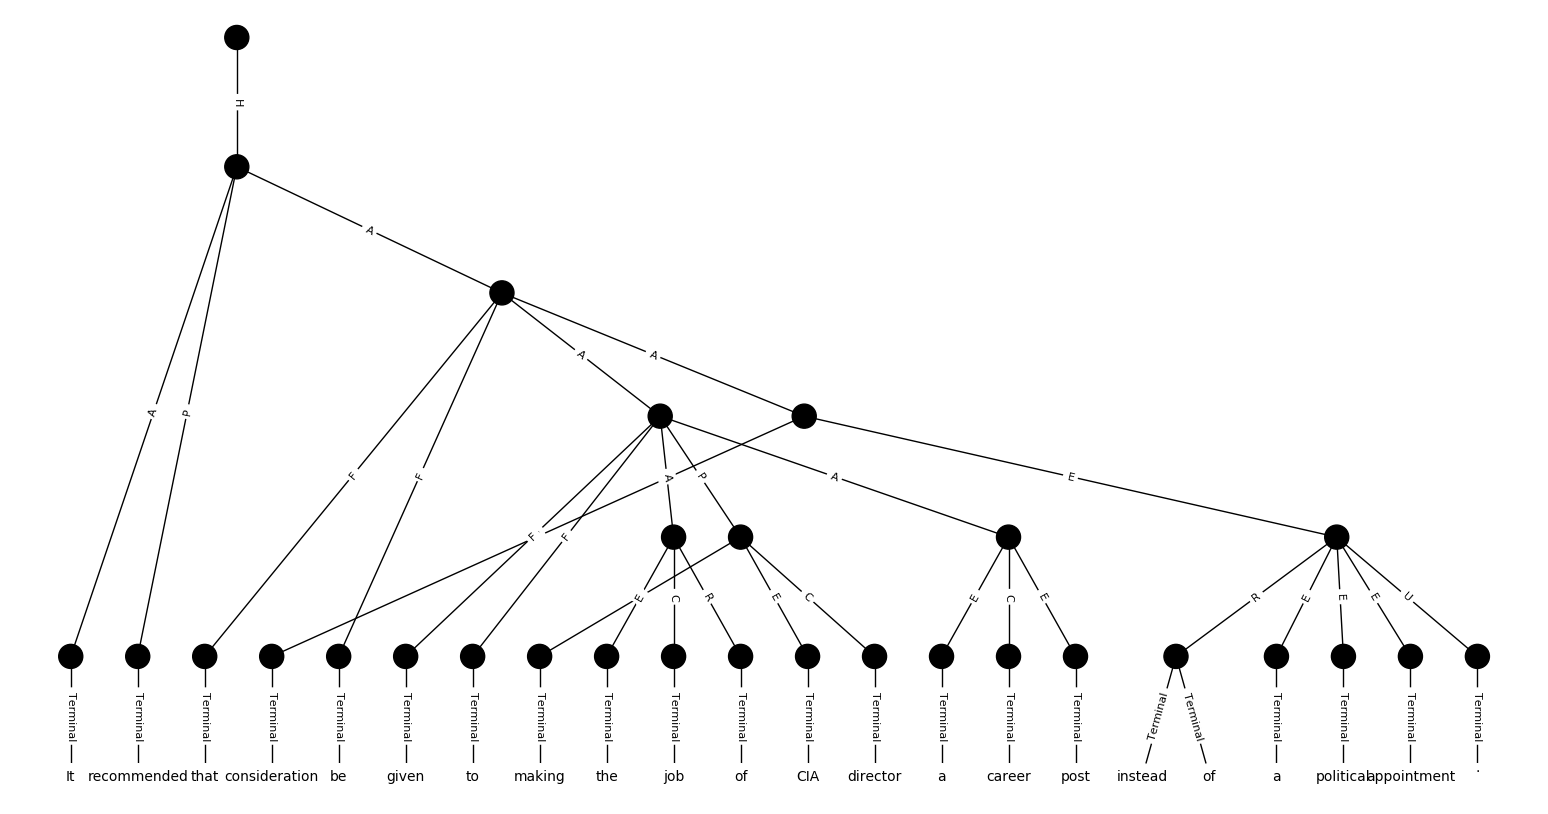 H
A
A A
A P F F A P A E
F F
E C R E C E C E R E E E U
Terminal Terminal Terminal Terminal Terminal Terminal Terminal Terminal Terminal Terminal Terminal Terminal Terminal Terminal Terminal Terminal Terminal Terminal Terminal Terminal Terminal Terminal
It recommended that consideration be given to making the job of CIA director a career post instead of a political appointment .